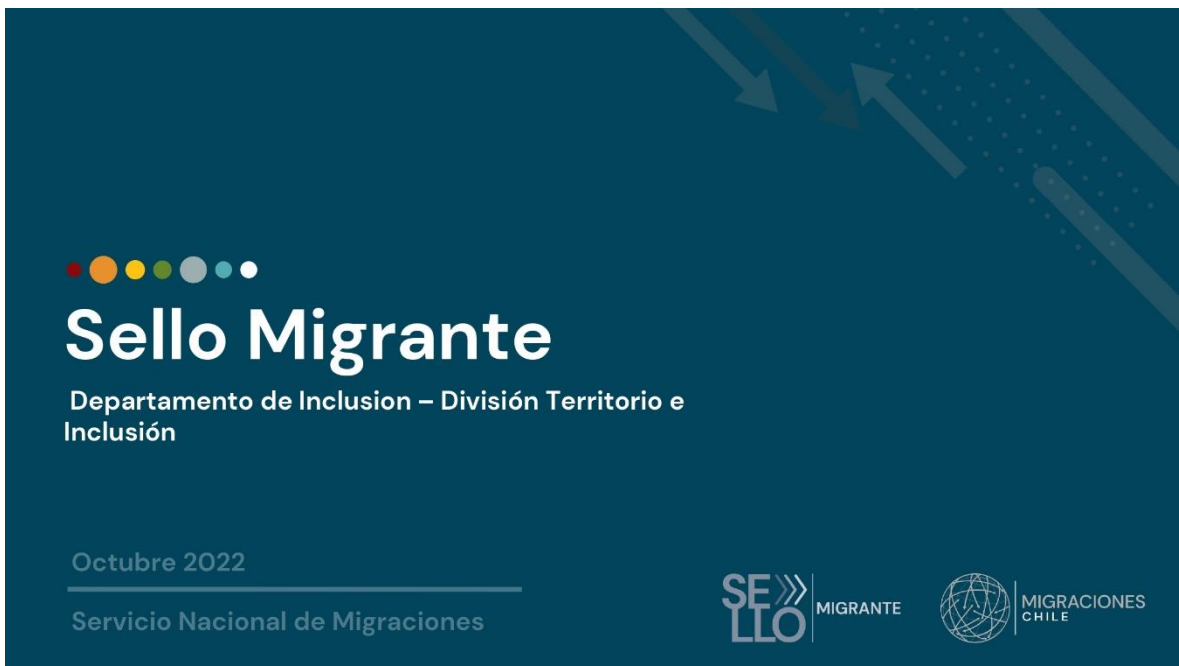 Sello Migrante
Departamento de Inclusion – División Territorio e
Inclusión
Octubre 2022
Servicio Nacional de Migraciones
SE
LLO
MIGRANTE
MIGRACIONES
CHILE